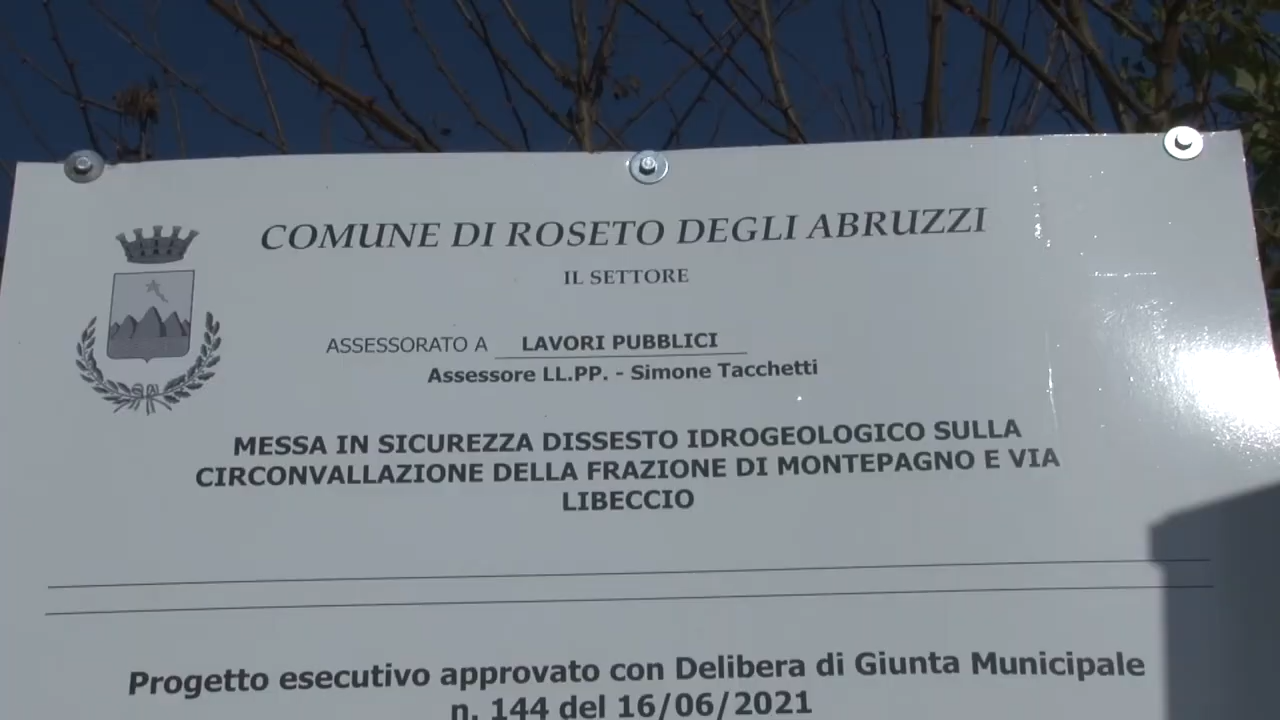 COMUNE DI ROSETO DEGLI ABRUZZI
IL SETTORE
ASSESSORATO A LAVORI PUBBLICI
Assessore LL.PP. - Simone Tacchetti
MESSA IN SICUREZZA DISSESTO IDROGEOLOGICO SULLA
CIRCONVALLAZIONE DELLA FRAZIONE DI MONTEPAGNO E VIA
LIBECCIO
Progetto esecutivo approvato con Delibera di Giunta Municipale
n. 144 del 16/06/2021